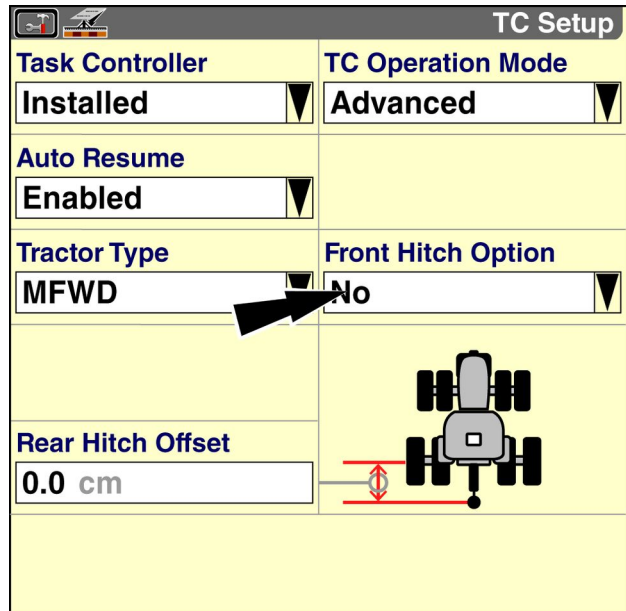 TC Setup
Task Controller
TC Operation Mode
Installed
Advanced
Auto Resume
Enabled
Tractor Type
Front Hitch Option
MFWD
No
Rear Hitch Offset
0.0 cm